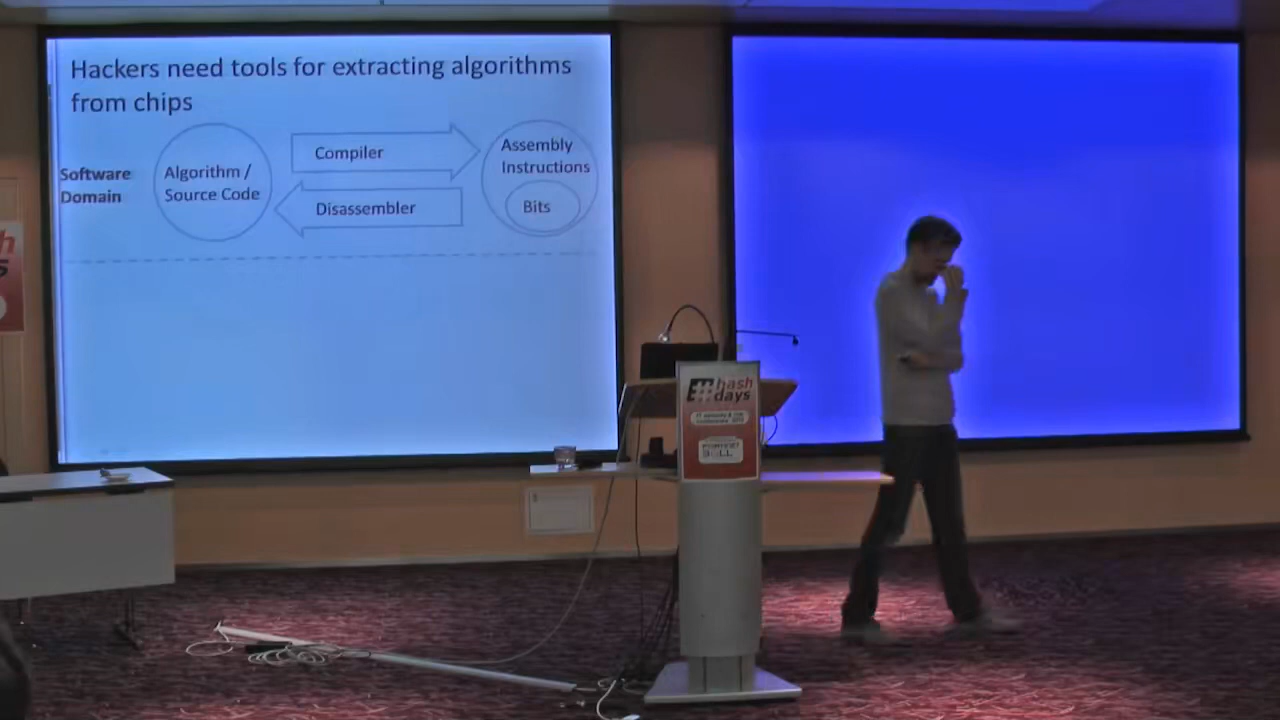 Hackers need tools for extracting algorithms
from chips
Software
Domain
Algorithm /
Source Code
Compiler
Disassembler
Assembly
Instructions
Bits
hash
days